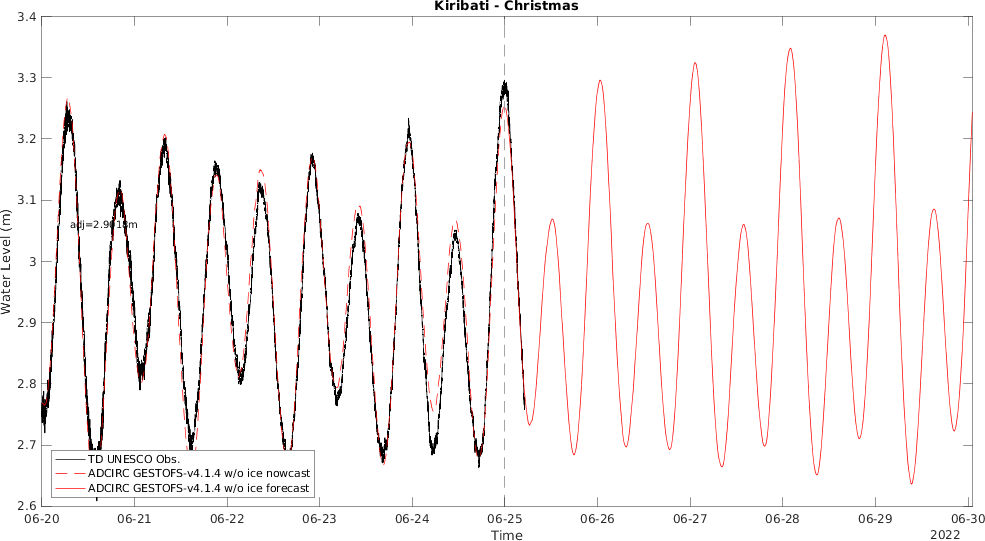 Kiribati - Christmas
3.4
3.3
3.2
3.1
3
2.9
2.8
2.7
2.6
Water Level (m)
TD UNESCO Obs.
ADCIRC GESTOFS-v4.1.4 w/o ice nowcast
ADCIRC GESTOFS-v4.1.4 w/o ice forecast
06-20 06-21 06-22 06-23 06-24 06-25 06-26 06-27 06-28 06-29 06-30
Time
2022